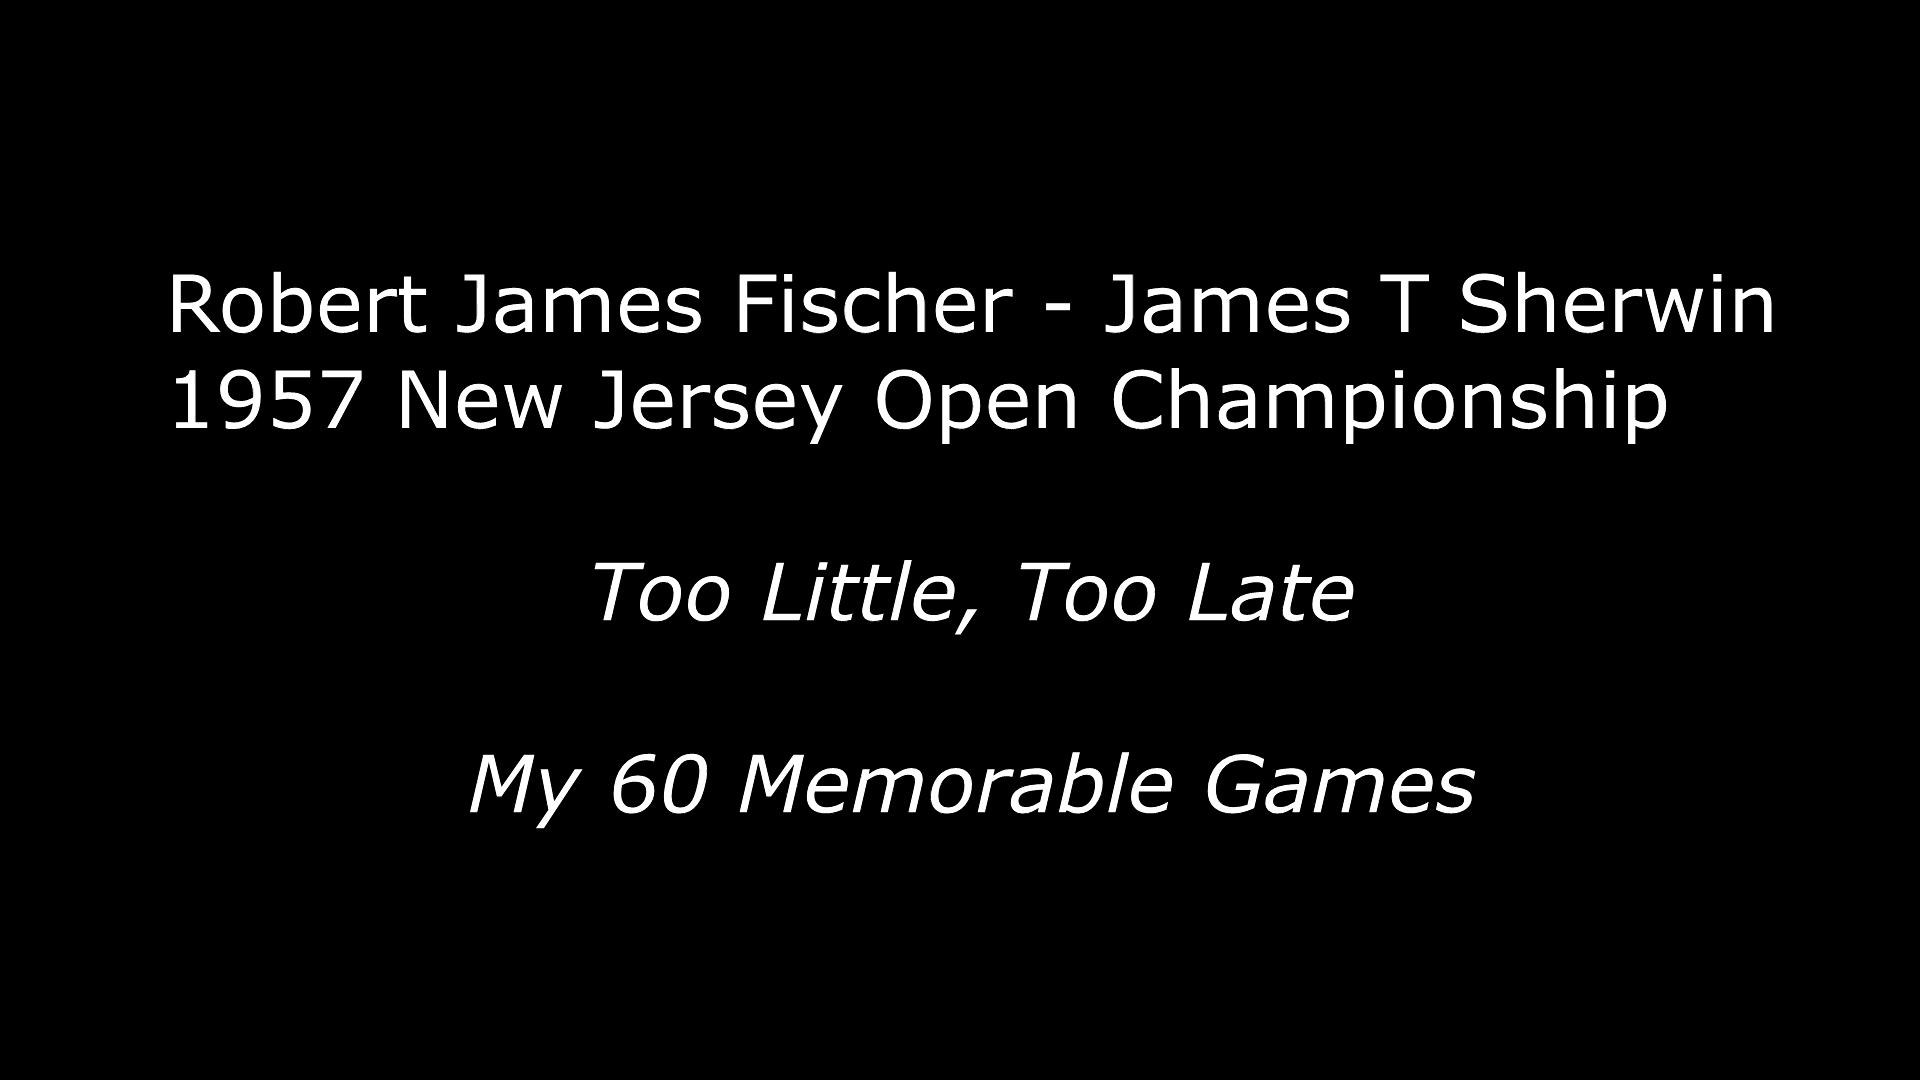 Robert James Fischer - James T Sherwin
1957 New Jersey Open Championship
Too Little, Too Late
My 60 Memorable Games